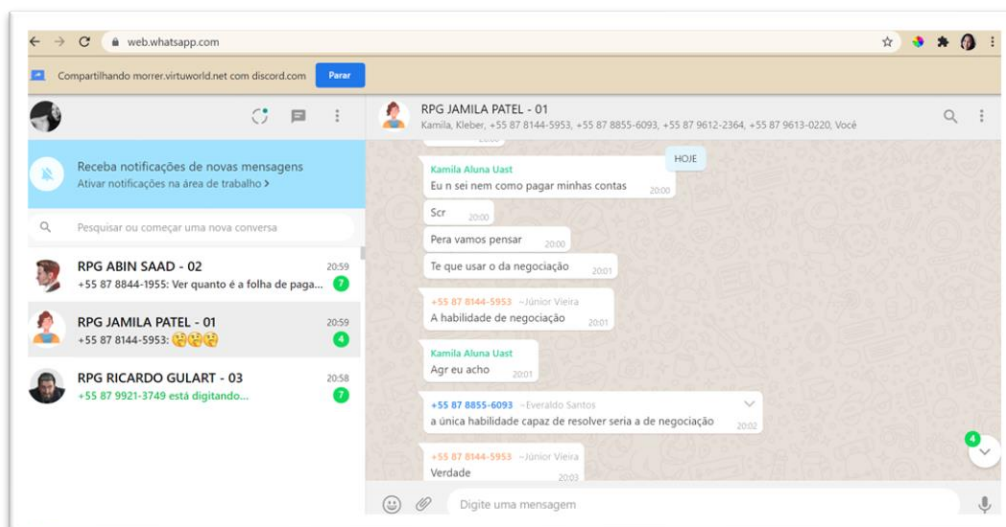 web.whatsapp.com
Compartilhando morrer.virtuworld.net com discord.com Parar
Receba notificações de novas mensagens
Ativar notificações na área de trabalho >
Pesquisar ou começar uma nova conversa
RPG ABIN SAAD - 02 20:59
+55 87 8844-1955: Ver quanto é a folha de paga... 7
RPG JAMILA PATEL - 01 20:59
+55 87 8144-5953: 🤔🤔🤔 4
RPG RICARDO GULART - 03 20:58
+55 87 9921-3749 está digitando... 7
RPG JAMILA PATEL - 01
Kamila, Kleber, +55 87 8144-5953, +55 87 8855-6093, +55 87 9612-2364, +55 87 9613-0220, Você
HOJE
Kamila Aluna Uast
Eu n sei nem como pagar minhas contas 20:00
Scr 20:00
Pera vamos pensar 20:00
Te que usar o da negociação 20:01
+55 87 8144-5953 ~Júnior Vieira
A habilidade de negociação 20:01
Kamila Aluna Uast
Agr eu acho 20:01
+55 87 8855-6093 ~Everaldo Santos
a única habilidade capaz de resolver seria a de negociação 20:02
+55 87 8144-5953 ~Júnior Vieira
Verdade 20:03
4
Digite uma mensagem